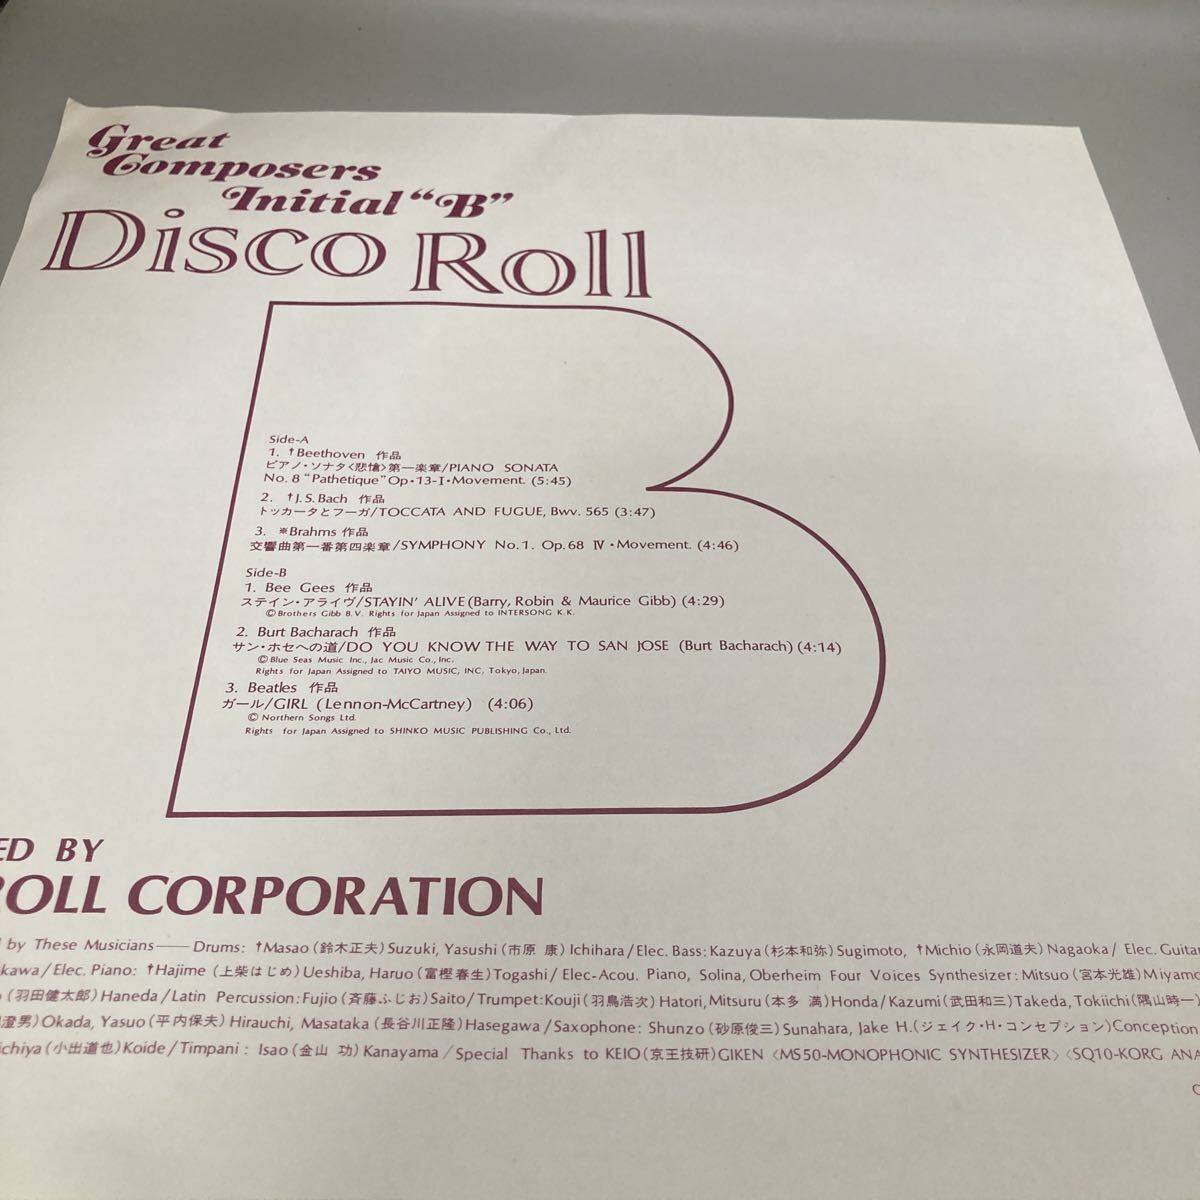 Great
Composers
Initial “B”
Disco Roll
Side-A
1. †Beethoven 作品
ピアノ・ソナタ〈悲愴〉第一楽章/PIANO SONATA
No. 8 “Pathétique” Op・13-I・Movement. (5:45)
2. †J.S. Bach 作品
トッカータとフーガ/TOCCATA AND FUGUE, Bwv. 565 (3:47)
3. ※Brahms 作品
交響曲第一番第四楽章/SYMPHONY No. 1. Op. 68 Ⅳ・Movement. (4:46)
Side-B
1. Bee Gees 作品
ステイン・アライヴ/STAYIN’ ALIVE (Barry, Robin & Maurice Gibb) (4:29)
©Brothers Gibb B.V. Rights for Japan Assigned to INTERSONG K.K.
2. Burt Bacharach 作品
サン・ホセへの道/DO YOU KNOW THE WAY TO SAN JOSE (Burt Bacharach) (4:14)
©Blue Seas Music Inc., Jac Music Co., Inc,
Rights for Japan Assigned to TAIYO MUSIC, INC, Tokyo, Japan.
3. Beatles 作品
ガール/GIRL (Lennon-McCartney) (4:06)
© Northern Songs Ltd.
Rights for Japan Assigned to SHINKO MUSIC PUBLISHING Co., Ltd.
ED BY
ROLL CORPORATION
by These Musicians—Drums: †Masao (鈴木正夫) Suzuki, Yasushi (市原 康) Ichihara/Elec. Bass: Kazuya (杉本和弥) Sugimoto, †Michio (永岡道夫) Nagaoka/ Elec. Guitar
kawa/Elec. Piano: †Hajime (上柴はじめ) Ueshiba, Haruo (富樫春生) Togashi/ Elec-Acou. Piano, Solina, Oberheim Four Voices Synthesizer: Mitsuo (宮本光雄) Miyamo
(羽田健太郎) Haneda/Latin Percussion: Fujio (斉藤ふじお) Saito/Trumpet: Kouji (羽鳥浩次) Hatori, Mitsuru (本多 満) Honda/Kazumi (武田和三) Takeda, Tokiichi (隅山時一)
澄男) Okada, Yasuo (平内保夫) Hirauchi, Masataka (長谷川正隆) Hasegawa/Saxophone: Shunzo (砂原俊三) Sunahara, Jake H. (ジェイク・H・コンセプション) Conception
ichiya (小出道也) Koide/Timpani: Isao (金山 功) Kanayama/Special Thanks to KEIO (京王技研) GIKEN 〈MS50-MONOPHONIC SYNTHESIZER〉 〈SQ10-KORG ANA